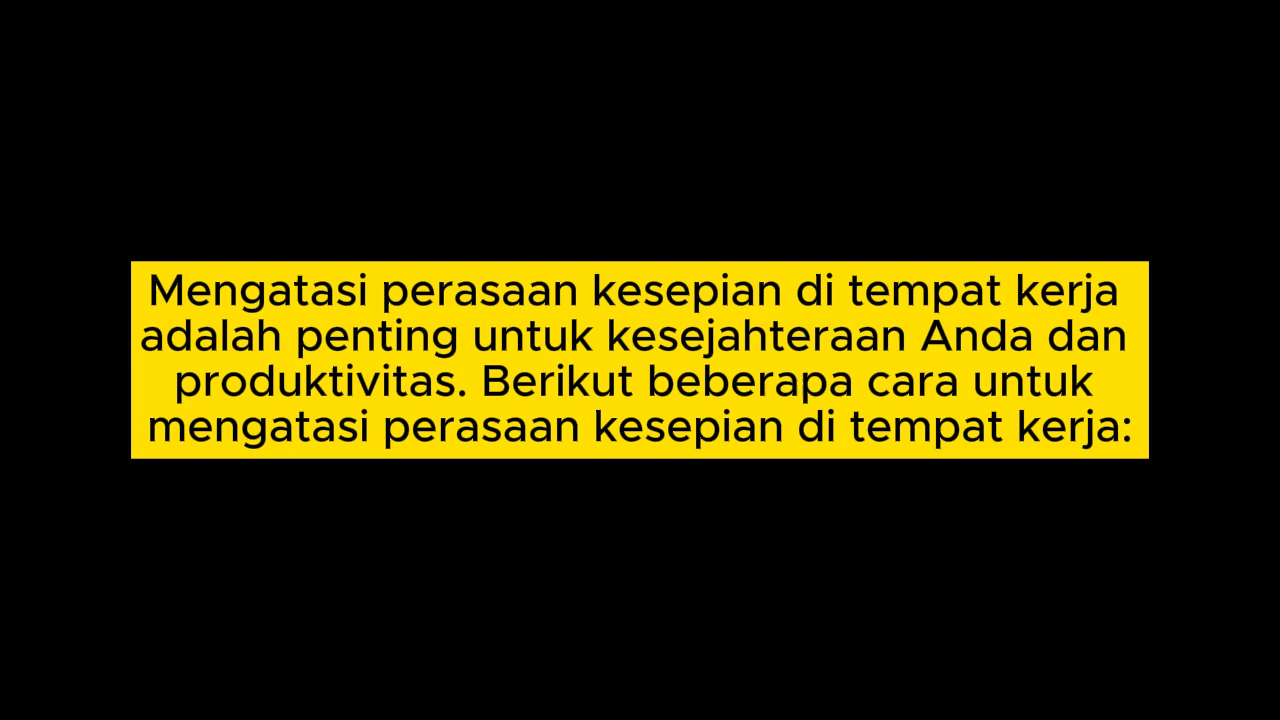 Mengatasi perasaan kesepian di tempat kerja
adalah penting untuk kesejahteraan Anda dan
produktivitas. Berikut beberapa cara untuk
mengatasi perasaan kesepian di tempat kerja: